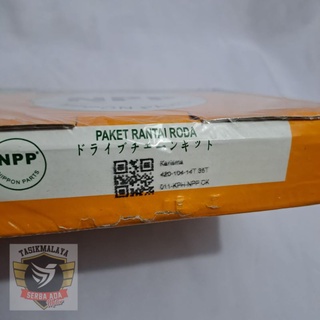 PAKET RANTAI RODA
ドライブチェーンキット
NPP
NIPPON PARTS
Karisma
420-104-14T 35T
011-KPH-NPP-OK
TASIKMALAYA
SERBA ADA